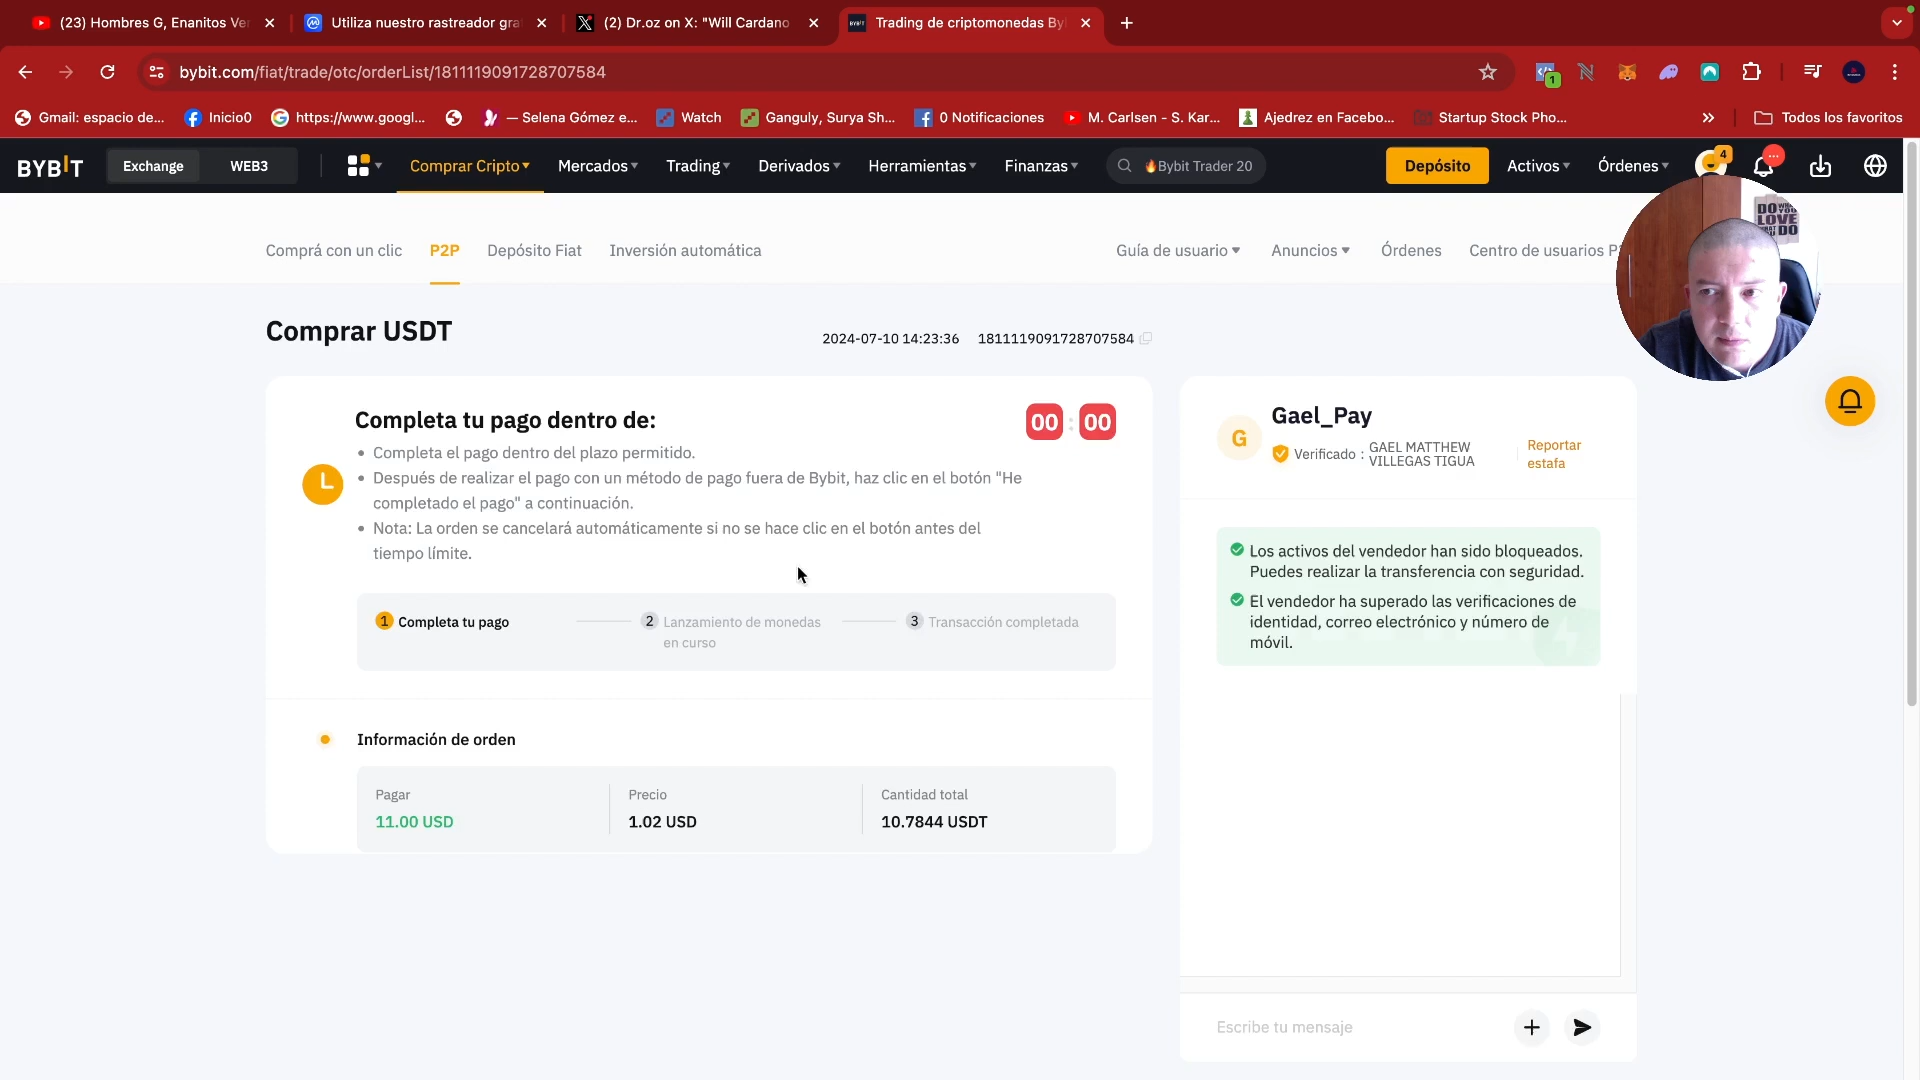 (23) Hombres G, Enanitos Ve
Utiliza nuestro rastreador gra
(2) Dr.oz on X: "Will Cardano
Trading de criptomonedas By
bybit.com/fiat/trade/otc/orderList/1811119091728707584
1
Gmail: espacio de...
Inicio0
https://www.googl...
— Selena Gómez e...
Watch
Ganguly, Surya Sh...
0 Notificaciones
M. Carlsen - S. Kar...
Ajedrez en Facebo...
Startup Stock Pho...
Todos los favoritos
BYBIT
Exchange
WEB3
Comprar Cripto
Mercados
Trading
Derivados
Herramientas
Finanzas
Bybit Trader 20
Depósito
Activos
Órdenes
4
Comprá con un clic
P2P
Depósito Fiat
Inversión automática
Guía de usuario
Anuncios
Órdenes
Centro de usuarios P
DO
YOU
LOVE
DO
Comprar USDT
2024-07-10 14:23:36
1811119091728707584
Completa tu pago dentro de:
00 : 00
• Completa el pago dentro del plazo permitido.
• Después de realizar el pago con un método de pago fuera de Bybit, haz clic en el botón "He
completado el pago" a continuación.
• Nota: La orden se cancelará automáticamente si no se hace clic en el botón antes del
tiempo límite.
1 Completa tu pago
2 Lanzamiento de monedas
en curso
3 Transacción completada
Información de orden
Pagar
11.00 USD
Precio
1.02 USD
Cantidad total
10.7844 USDT
G
Gael_Pay
Verificado : GAEL MATTHEW
VILLEGAS TIGUA
Reportar
estafa
Los activos del vendedor han sido bloqueados.
Puedes realizar la transferencia con seguridad.
El vendedor ha superado las verificaciones de
identidad, correo electrónico y número de
móvil.
Escribe tu mensaje